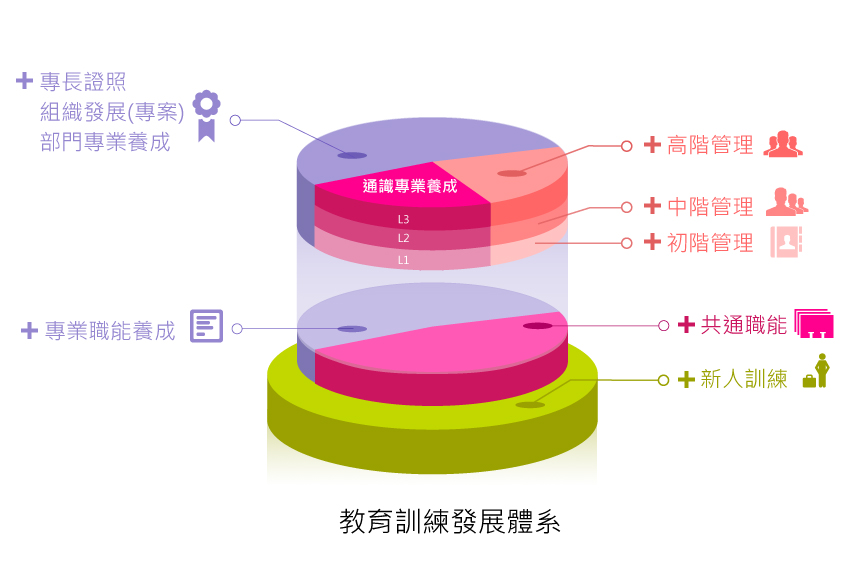 專長證照
組織發展(專案)
部門專業養成
高階管理
通識專業養成
中階管理
L3
L2
初階管理
L1
專業職能養成
共通職能
新人訓練
教育訓練發展體系